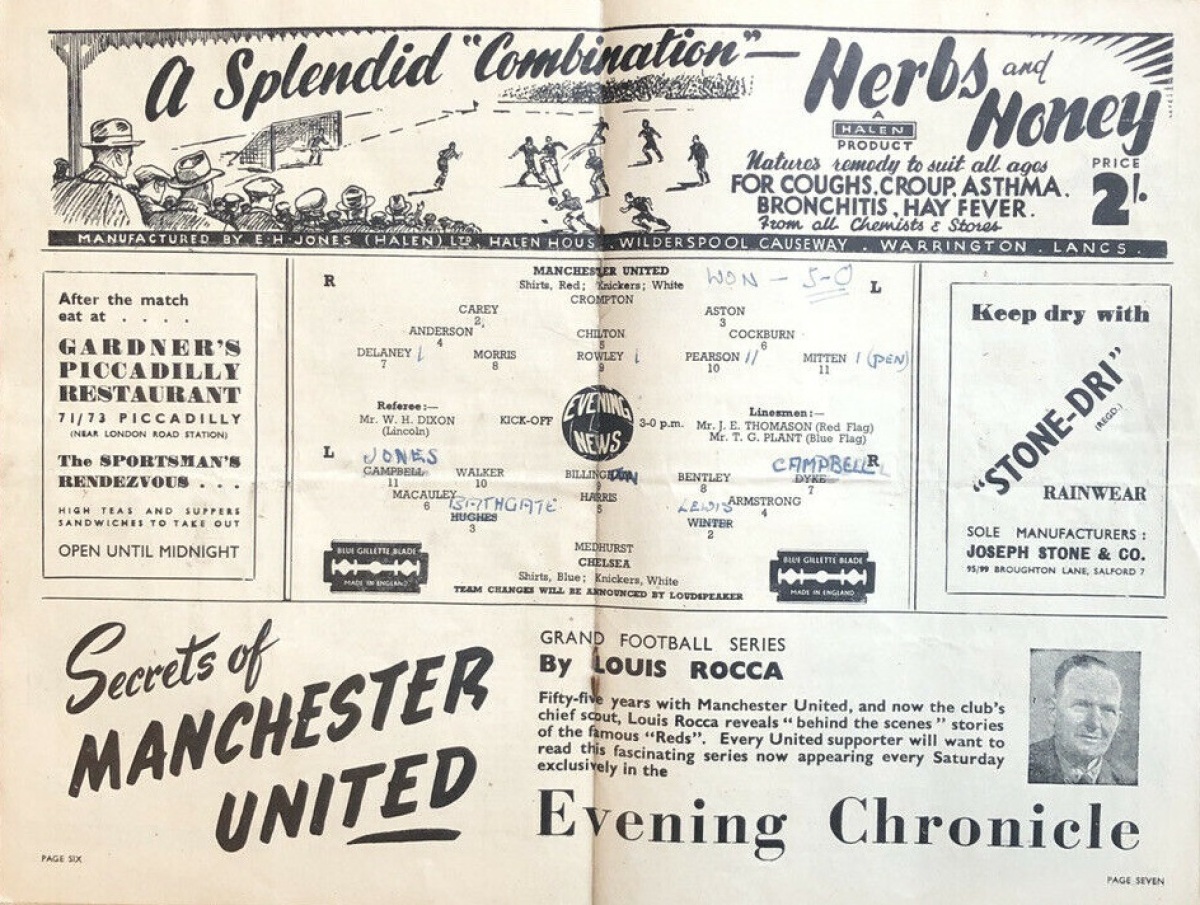 A Splendid "Combination" —
Herbs and Honey
A
HALEN
PRODUCT
Nature's remedy to suit all ages
FOR COUGHS. CROUP. ASTHMA.
BRONCHITIS. HAY FEVER.
From all Chemists & Stores
PRICE
2/-
MANUFACTURED BY E·H·JONES (HALEN) LTD. HALEN HOUS . WILDERSPOOL CAUSEWAY . WARRINGTON . LANCS.
After the match
eat at . . . .
GARDNER'S
PICCADILLY
RESTAURANT
71/73 PICCADILLY
(NEAR LONDON ROAD STATION)
The SPORTSMAN'S
RENDEZVOUS . . .
HIGH TEAS AND SUPPERS
SANDWICHES TO TAKE OUT
OPEN UNTIL MIDNIGHT
R
MANCHESTER UNITED
WON - 5-0
L
Shirts, Red; Knickers; White
CROMPTON
CAREY
2
ASTON
3
ANDERSON
4
CHILTON
5
COCKBURN
6
DELANEY 1
7
MORRIS
8
ROWLEY 1
9
PEARSON 11
10
MITTEN 1 (PEN)
11
Referee:—
Mr. W. H. DIXON
(Lincoln)
KICK-OFF
EVENING
NEWS
3-0 p.m.
Linesmen:—
Mr. J. E. THOMASON (Red Flag)
Mr. T. G. PLANT (Blue Flag)
L
JONES
CAMPBELL
R
CAMPBELL
11
WALKER
10
BILLINGTON
9
BENTLEY
8
DYKE
7
MACAULEY
6
BATHGATE
HUGHES
3
HARRIS
5
LEWIS
WINTER
2
ARMSTRONG
4
MEDHURST
CHELSEA
Shirts, Blue; Knickers, White
TEAM CHANGES WILL BE ANNOUNCED BY LOUDSPEAKER
BLUE GILLETTE BLADE
MADE IN ENGLAND
BLUE GILLETTE BLADE
MADE IN ENGLAND
Keep dry with
"STONE-DRI"
(REGD.)
RAINWEAR
SOLE MANUFACTURERS:
JOSEPH STONE & CO.
95/99 BROUGHTON LANE, SALFORD 7
Secrets of
MANCHESTER
UNITED
GRAND FOOTBALL SERIES
By LOUIS ROCCA
Fifty-five years with Manchester United, and now the club's
chief scout, Louis Rocca reveals "behind the scenes" stories
of the famous "Reds". Every United supporter will want to
read this fascinating series now appearing every Saturday
exclusively in the
Evening Chronicle
PAGE SIX
PAGE SEVEN